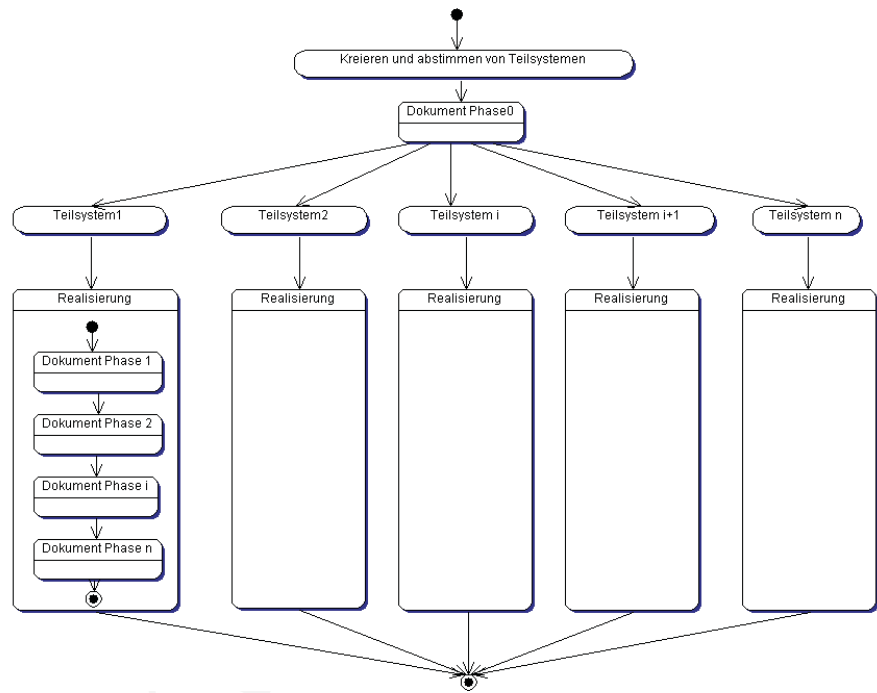 Kreieren und abstimmen von Teilsystemen
Dokument Phase0
Teilsystem1
Teilsystem2
Teilsystem i
Teilsystem i+1
Teilsystem n
Realisierung
Realisierung
Realisierung
Realisierung
Realisierung
Dokument Phase 1
Dokument Phase 2
Dokument Phase i
Dokument Phase n